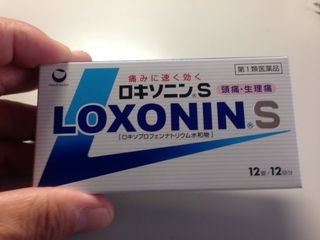 第1類医薬品
痛みに速く効く
ロキソニン®S 頭痛・生理痛
LOXONIN®S
[ロキソプロフェンナトリウム水和物]
12錠/12回分